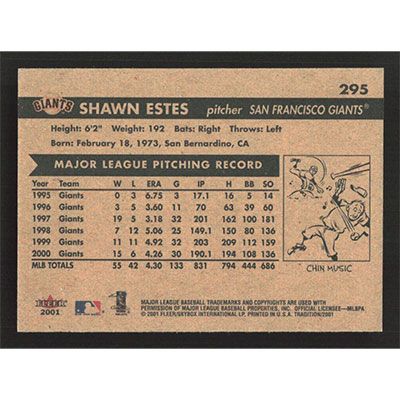 295
GIANTS SHAWN ESTES pitcher SAN FRANCISCO GIANTS®
Height: 6'2" Weight: 192 Bats: Right Throws: Left
Born: February 18, 1973, San Bernardino, CA
MAJOR LEAGUE PITCHING RECORD
Year Team W L ERA G IP H BB SO
1995 Giants 0 3 6.75 3 17.1 16 5 14
1996 Giants 3 5 3.60 11 70 63 39 60
1997 Giants 19 5 3.18 32 201 162 100 181
1998 Giants 7 12 5.06 25 149.1 150 80 136
1999 Giants 11 11 4.92 32 203 209 112 159
2000 Giants 15 6 4.26 30 190.1 194 108 136
MLB TOTALS 55 42 4.30 133 831 794 444 686
CHIN MUSIC
FLEER
2001
MAJOR LEAGUE BASEBALL TRADEMARKS AND COPYRIGHTS ARE USED WITH
PERMISSION OF MAJOR LEAGUE BASEBALL PROPERTIES, INC. OFFICIAL LICENSEE—MLBPA
© 2001 FLEER/SKYBOX INTERNATIONAL LP. PRINTED IN U.S.A. TRADITION/2001